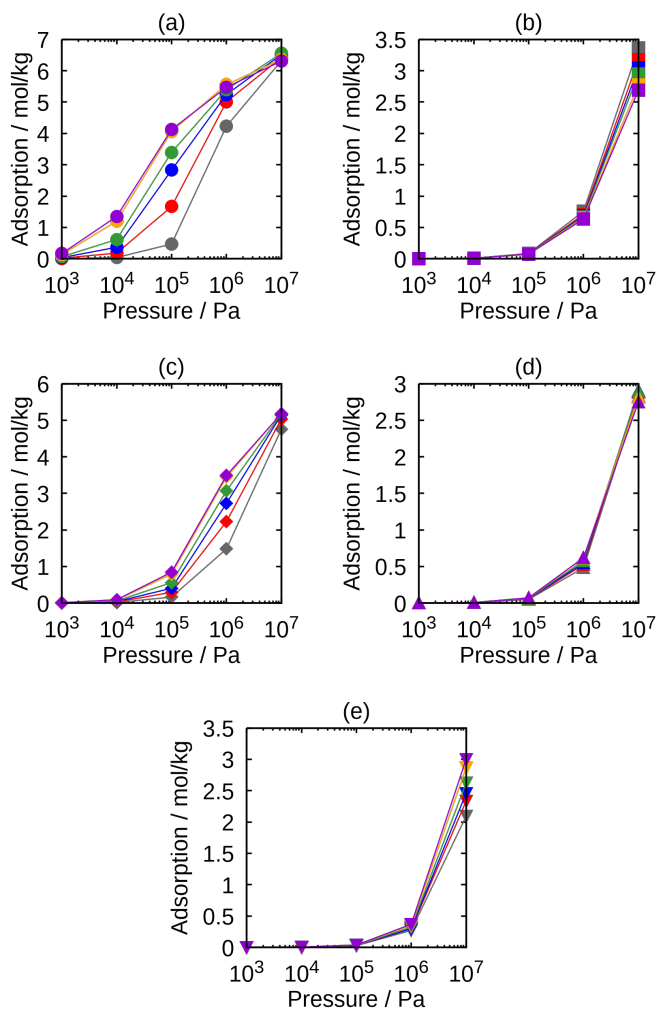 (a)
Adsorption / mol/kg
7
6
5
4
3
2
1
0
10³ 10⁴ 10⁵ 10⁶ 10⁷
Pressure / Pa
(b)
Adsorption / mol/kg
3.5
3
2.5
2
1.5
1
0.5
0
10³ 10⁴ 10⁵ 10⁶ 10⁷
Pressure / Pa
(c)
Adsorption / mol/kg
6
5
4
3
2
1
0
10³ 10⁴ 10⁵ 10⁶ 10⁷
Pressure / Pa
(d)
Adsorption / mol/kg
3
2.5
2
1.5
1
0.5
0
10³ 10⁴ 10⁵ 10⁶ 10⁷
Pressure / Pa
(e)
Adsorption / mol/kg
3.5
3
2.5
2
1.5
1
0.5
0
10³ 10⁴ 10⁵ 10⁶ 10⁷
Pressure / Pa